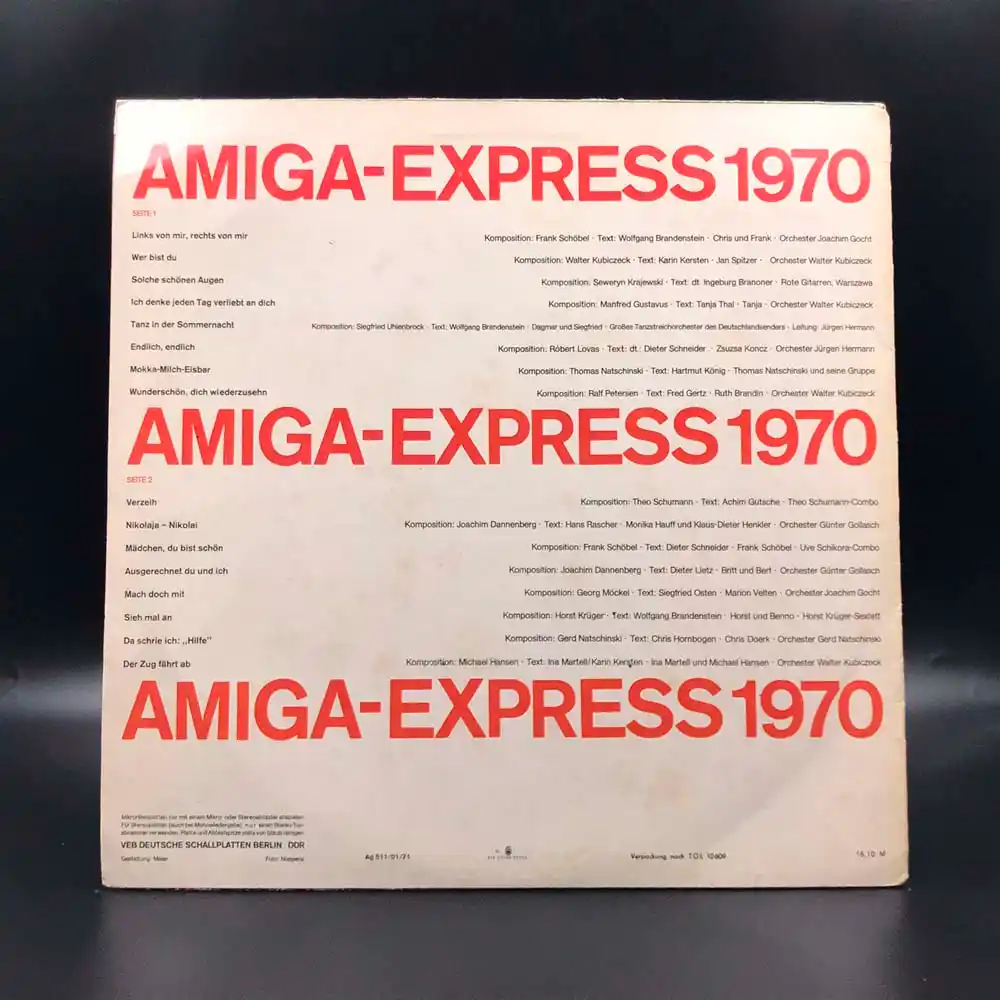 AMIGA-EXPRESS 1970
SEITE 1
Links von mir, rechts von mir Komposition: Frank Schöbel · Text: Wolfgang Brandenstein · Chris und Frank · Orchester Joachim Gocht
Wer bist du Komposition: Walter Kubiczeck · Text: Karin Kersten · Jan Spitzer · Orchester Walter Kubiczeck
Solche schönen Augen Komposition: Seweryn Krajewski · Text: dt. Ingeburg Branoner · Rote Gitarren, Warszawa
Ich denke jeden Tag verliebt an dich Komposition: Manfred Gustavus · Text: Tanja Thal · Tanja · Orchester Walter Kubiczeck
Tanz in der Sommernacht Komposition: Siegfried Uhlenbrock · Text: Wolfgang Brandenstein · Dagmar und Siegfried · Großes Tanzstreichorchester des Deutschlandsenders · Leitung: Jürgen Hermann
Endlich, endlich Komposition: Róbert Lovas · Text: dt.: Dieter Schneider · Zsuzsa Koncz · Orchester Jürgen Hermann
Mokka-Milch-Eisbar Komposition: Thomas Natschinski · Text: Hartmut König · Thomas Natschinski und seine Gruppe
Wunderschön, dich wiederzusehn Komposition: Ralf Petersen · Text: Fred Gertz · Ruth Brandin · Orchester Walter Kubiczeck
AMIGA-EXPRESS 1970
SEITE 2
Verzeih Komposition: Theo Schumann · Text: Achim Gutsche · Theo Schumann-Combo
Nikolaja – Nikolai Komposition: Joachim Dannenberg · Text: Hans Rascher · Monika Hauff und Klaus-Dieter Henkler · Orchester Günter Gollasch
Mädchen, du bist schön Komposition: Frank Schöbel · Text: Dieter Schneider · Frank Schöbel · Uve Schikora-Combo
Ausgerechnet du und ich Komposition: Joachim Dannenberg · Text: Dieter Lietz · Britt und Bert · Orchester Günter Gollasch
Mach doch mit Komposition: Georg Möckel · Text: Siegfried Osten · Marion Velten · Orchester Joachim Gocht
Sieh mal an Komposition: Horst Krüger · Text: Wolfgang Brandenstein · Horst und Benno · Horst Krüger-Sextett
Da schrie ich: „Hilfe" Komposition: Gerd Natschinski · Text: Chris Hornbogen · Chris Doerk · Orchester Gerd Natschinski
Der Zug fährt ab Komposition: Michael Hansen · Text: Ina Martell/Karin Kersten · Ina Martell und Michael Hansen · Orchester Walter Kubiczeck
AMIGA-EXPRESS 1970
VEB DEUTSCHE SCHALLPLATTEN BERLIN DDR
Gestaltung: Meier Foto:
Ag 511/01/71 Verpackung nach TGL 10609 16,10 M